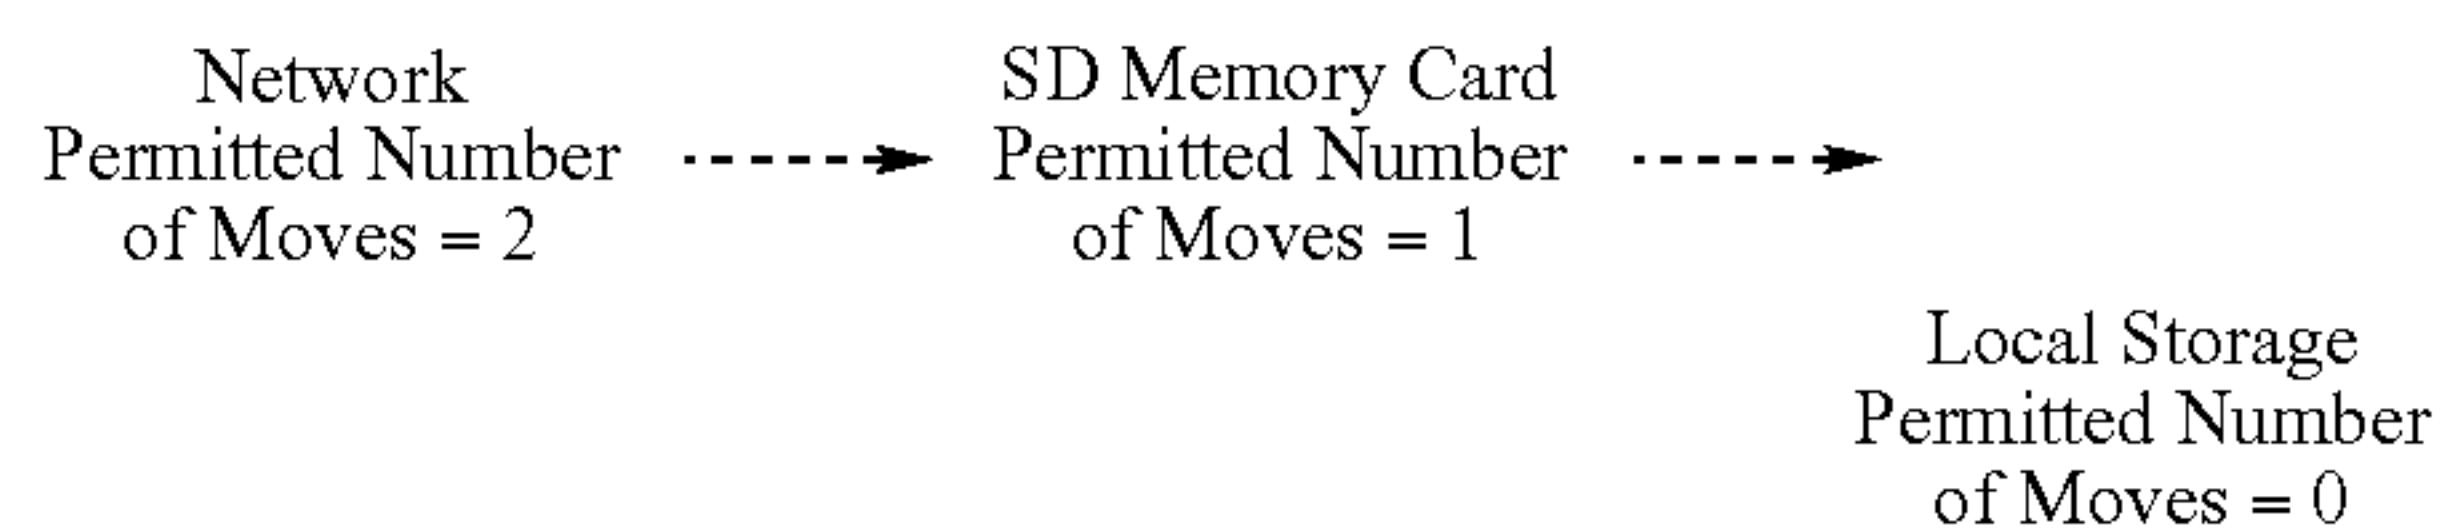 Network
Permitted Number
of Moves = 2
SD Memory Card
Permitted Number
of Moves = 1
Local Storage
Permitted Number
of Moves = 0